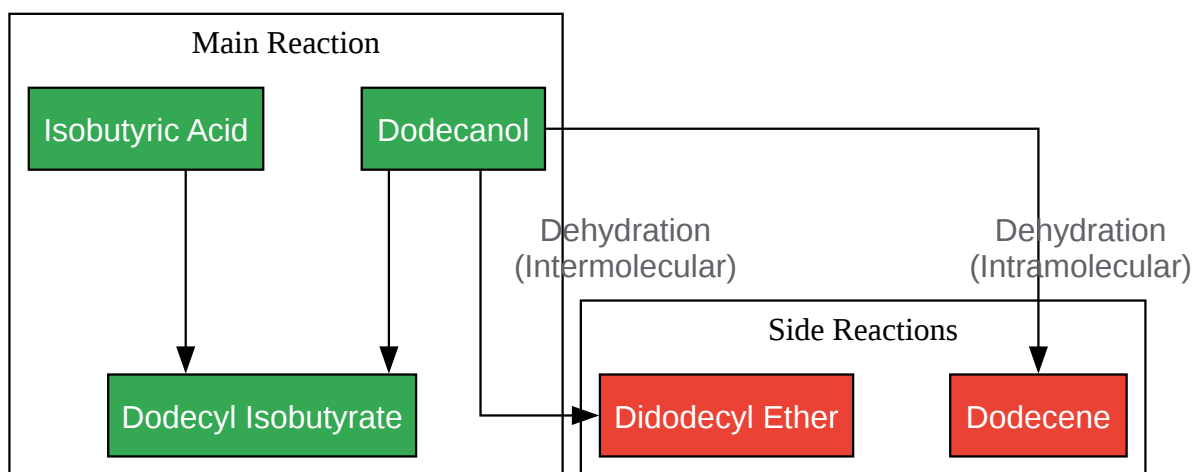 Main Reaction
Isobutyric Acid
Dodecanol
Dehydration
(Intermolecular)
Dehydration
(Intramolecular)
Side Reactions
Dodecyl Isobutyrate
Didodecyl Ether
Dodecene